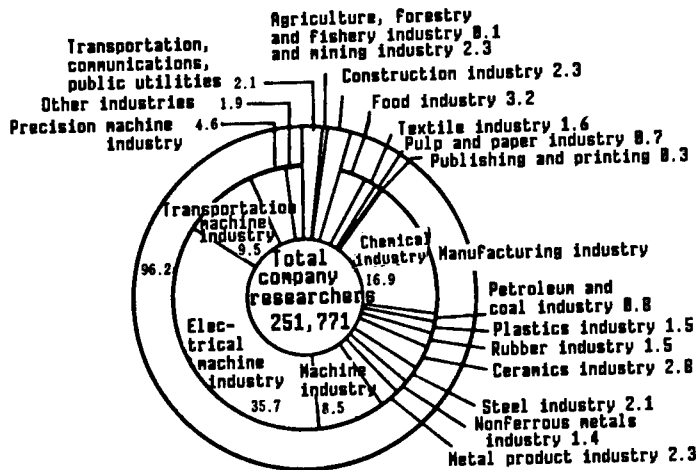 Agriculture, forestry
and fishery industry 0.1
and mining industry 2.3
Transportation,
communications,
public utilities 2.1
Construction industry 2.3
Other industries 1.9
Food industry 3.2
Precision machine 4.6
industry
Textile industry 1.6
Pulp and paper industry 0.7
Publishing and printing 0.3
Transportation
machine
industry
9.5
Chemical
industry
16.9
Manufacturing industry
96.2
Total
company
researchers
251,771
Petroleum and
coal industry 0.8
Plastics industry 1.5
Rubber industry 1.5
Ceramics industry 2.8
Elec-
trical
machine
industry
35.7
Machine
industry
8.5
Steel industry 2.1
Nonferrous metals
industry 1.4
Metal product industry 2.3